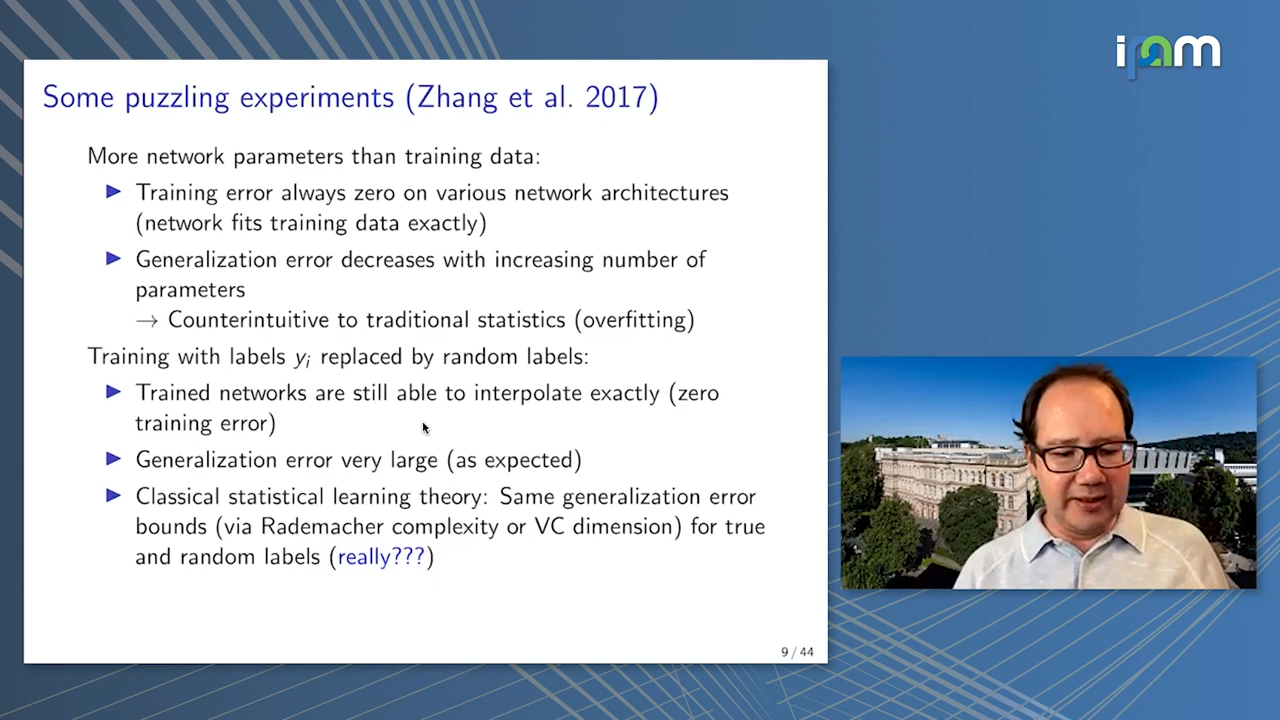 ipam
Some puzzling experiments (Zhang et al. 2017)
More network parameters than training data:
▶ Training error always zero on various network architectures
(network fits training data exactly)
▶ Generalization error decreases with increasing number of
parameters
→ Counterintuitive to traditional statistics (overfitting)
Training with labels yᵢ replaced by random labels:
▶ Trained networks are still able to interpolate exactly (zero
training error)
▶ Generalization error very large (as expected)
▶ Classical statistical learning theory: Same generalization error
bounds (via Rademacher complexity or VC dimension) for true
and random labels (really???)
9 / 44